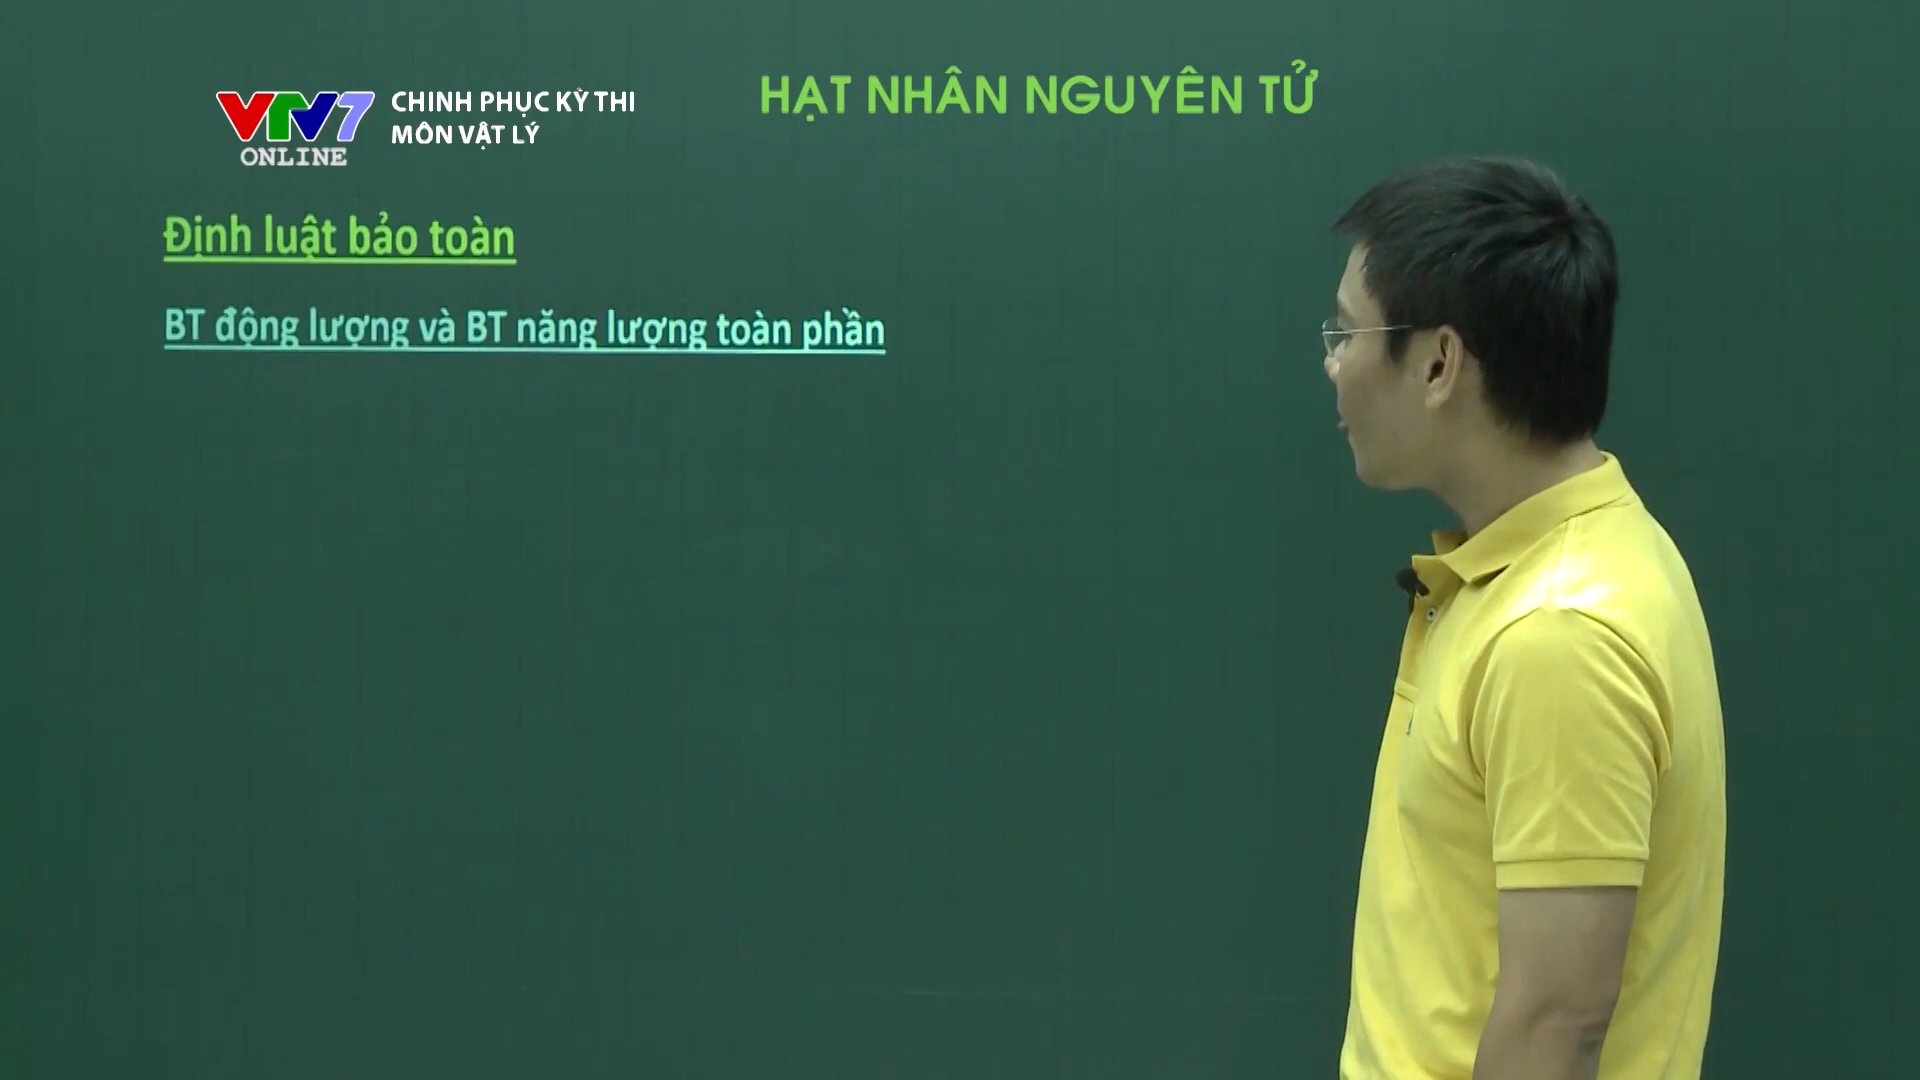 VTV7
ONLINE
CHINH PHỤC KỲ THI
MÔN VẬT LÝ
HẠT NHÂN NGUYÊN TỬ
Định luật bảo toàn
BT động lượng và BT năng lượng toàn phần